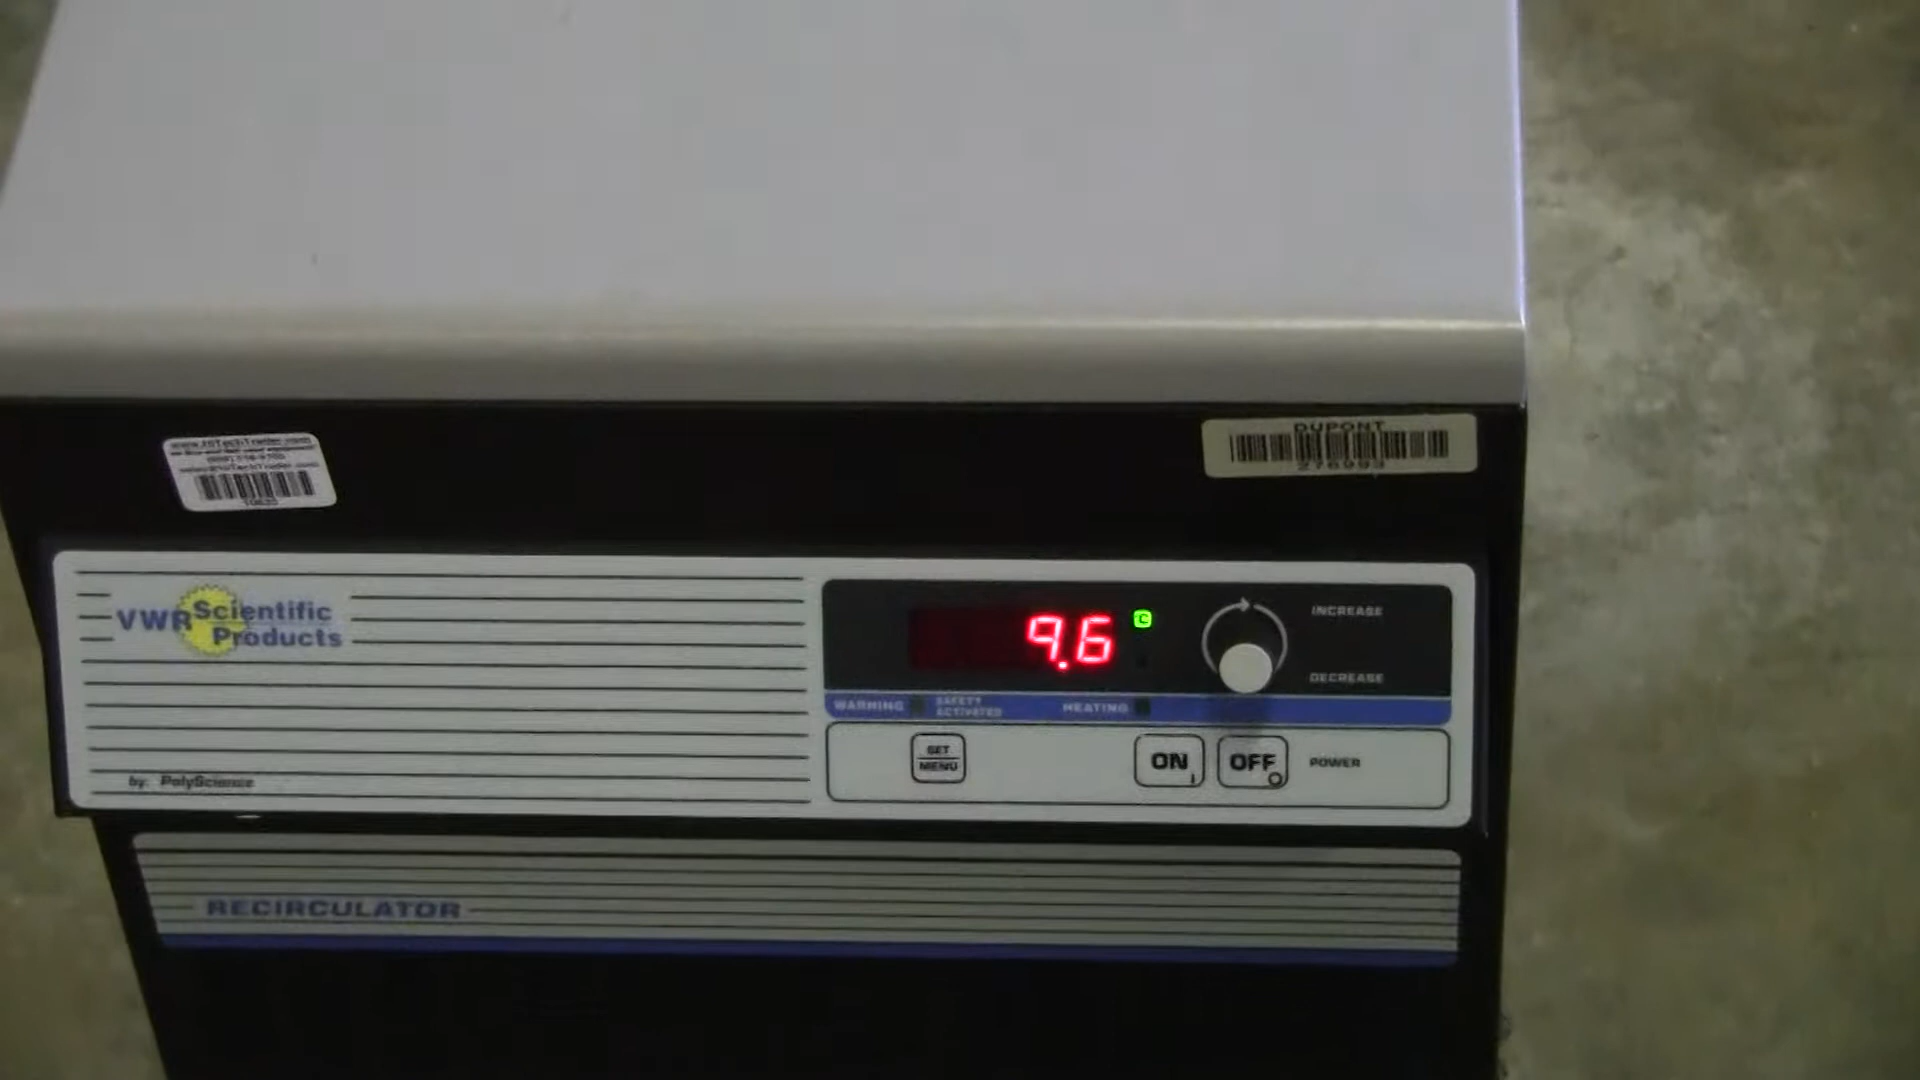 DUPONT
276993
VWR Scientific
Products
9.6
C
INCREASE
DECREASE
WARNING
SAFETY
ACTIVATED
HEATING
SET
MENU
ON
I
OFF
O
POWER
by: PolyScience
RECIRCULATOR